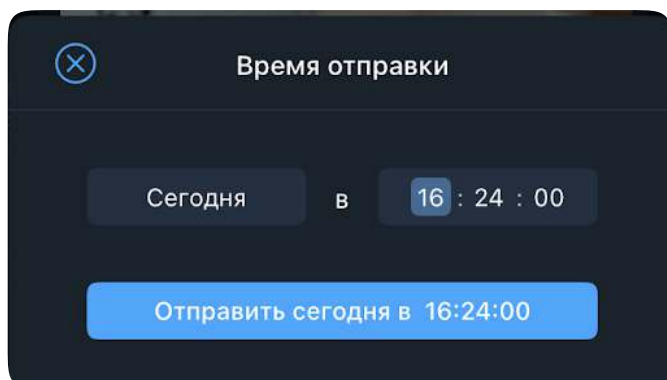 Время отправки
Сегодня в 16 : 24 : 00
Отправить сегодня в 16:24:00